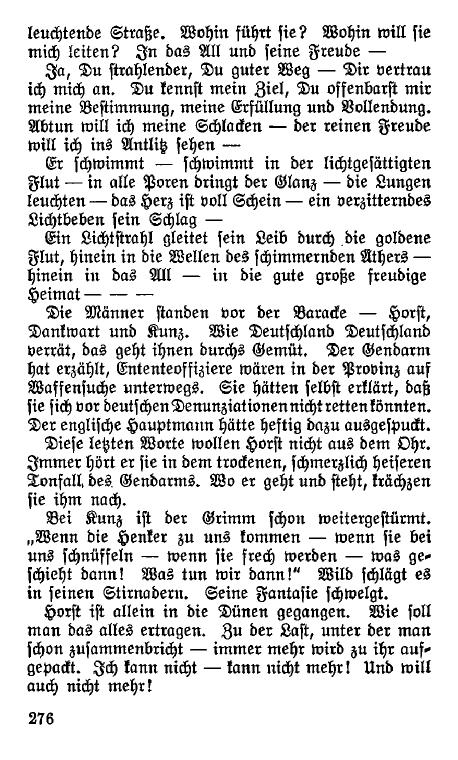 leuchtende Straße. Wohin führt sie? Wohin will sie
mich leiten? In das All und seine Freude —
Ja, Du strahlender, Du guter Weg — Dir vertrau
ich mich an. Du kennst mein Ziel, Du offenbarst mir
meine Bestimmung, meine Erfüllung und Vollendung.
Abtun will ich meine Schlacken — der reinen Freude
will ich ins Antlitz sehen —
Er schwimmt — schwimmt in der lichtgesättigten
Flut — in alle Poren dringt der Glanz — die Lungen
leuchten — das Herz ist voll Schein — ein verzitterndes
Lichtbeben sein Schlag —
Ein Lichtstrahl gleitet sein Leib durch die goldene
Flut, hinein in die Wellen des schimmernden Äthers —
hinein in das All — in die gute große freudige
Heimat — — —
Die Männer standen vor der Baracke — Horst,
Dankwart und Kunz. Wie Deutschland Deutschland
verrät, das geht ihnen durchs Gemüt. Der Gendarm
hat erzählt, Ententeoffiziere wären in der Provinz auf
Waffensuche unterwegs. Sie hätten selbst erklärt, daß
sie sich vor deutschen Denunziationen nicht retten könnten.
Der englische Hauptmann hätte heftig dazu ausgespuckt.
Diese letzten Worte wollen Horst nicht aus dem Ohr.
Immer hört er sie in dem trockenen, schmerzlich heiseren
Tonfall des Gendarms. Wo er geht und steht, krächzen
sie ihm nach.
Bei Kunz ist der Grimm schon weitergestürmt.
„Wenn die Henker zu uns kommen — wenn sie bei
uns schnüffeln — wenn sie frech werden — was ge-
schieht dann! Was tun wir dann!“ Wild schlägt es
in seinen Stirnadern. Seine Fantasie schwelgt.
Horst ist allein in die Dünen gegangen. Wie soll
man das alles ertragen. Zu der Last, unter der man
schon zusammenbricht — immer mehr wird zu ihr auf-
gepackt. Ich kann nicht — kann nicht mehr! Und will
auch nicht mehr!
276